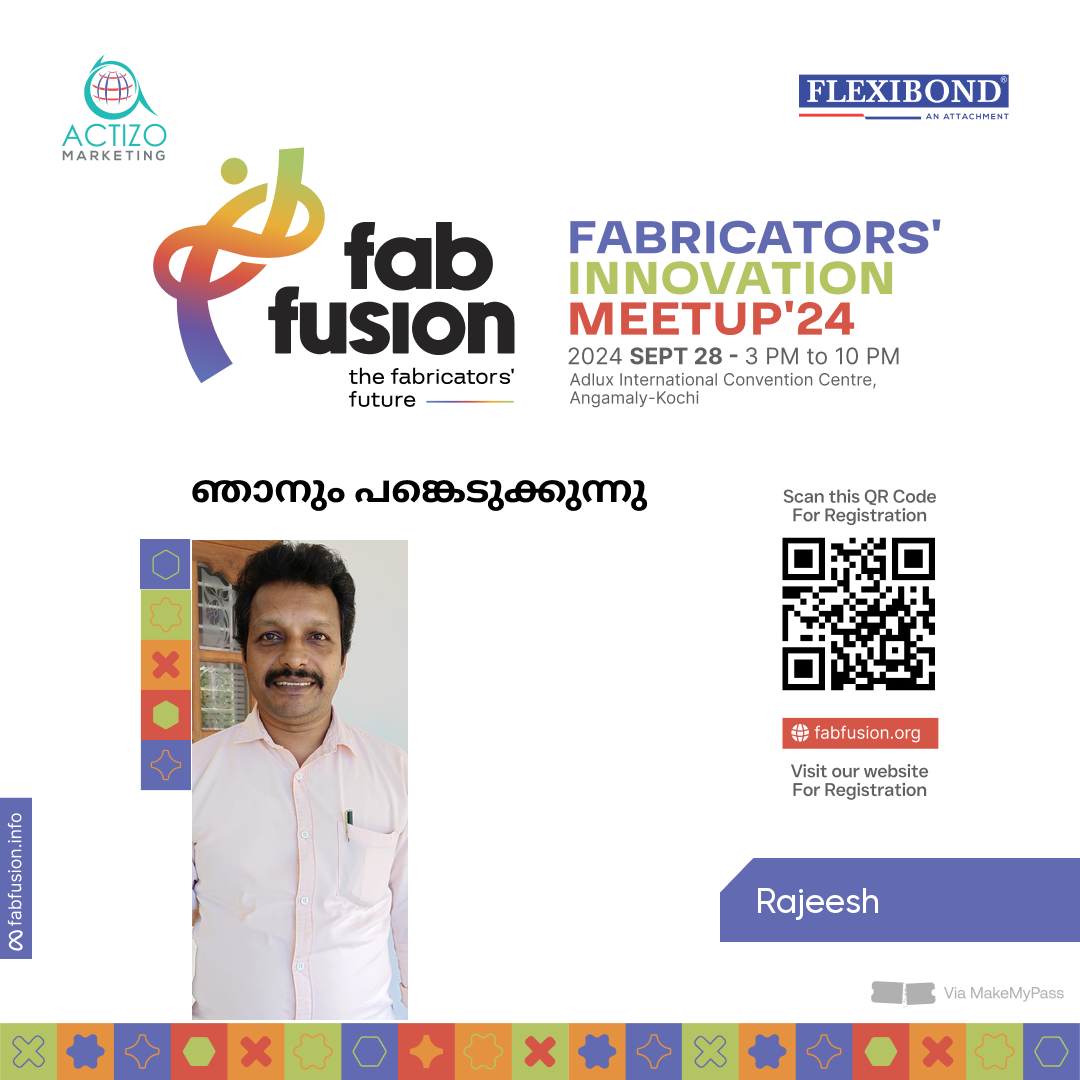 ACTIZO
MARKETING
FLEXIBOND®
AN ATTACHMENT
fab
fusion
the fabricators'
future
FABRICATORS'
INNOVATION
MEETUP'24
2024 SEPT 28 - 3 PM to 10 PM
Adlux International Convention Centre,
Angamaly-Kochi
ഞാനും പങ്കെടുക്കുന്നു
Scan this QR Code
For Registration
fabfusion.org
Visit our website
For Registration
fabfusion.info
Rajeesh
Via MakeMyPass